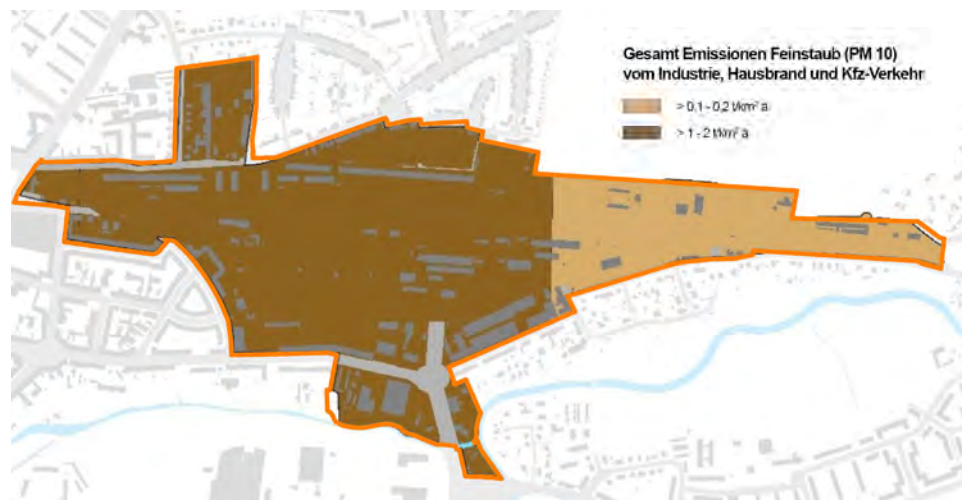 Gesamt Emissionen Feinstaub (PM 10)
vom Industrie, Hausbrand und Kfz-Verkehr
> 0,1 - 0,2 t/km² a
> 1 - 2 t/km² a